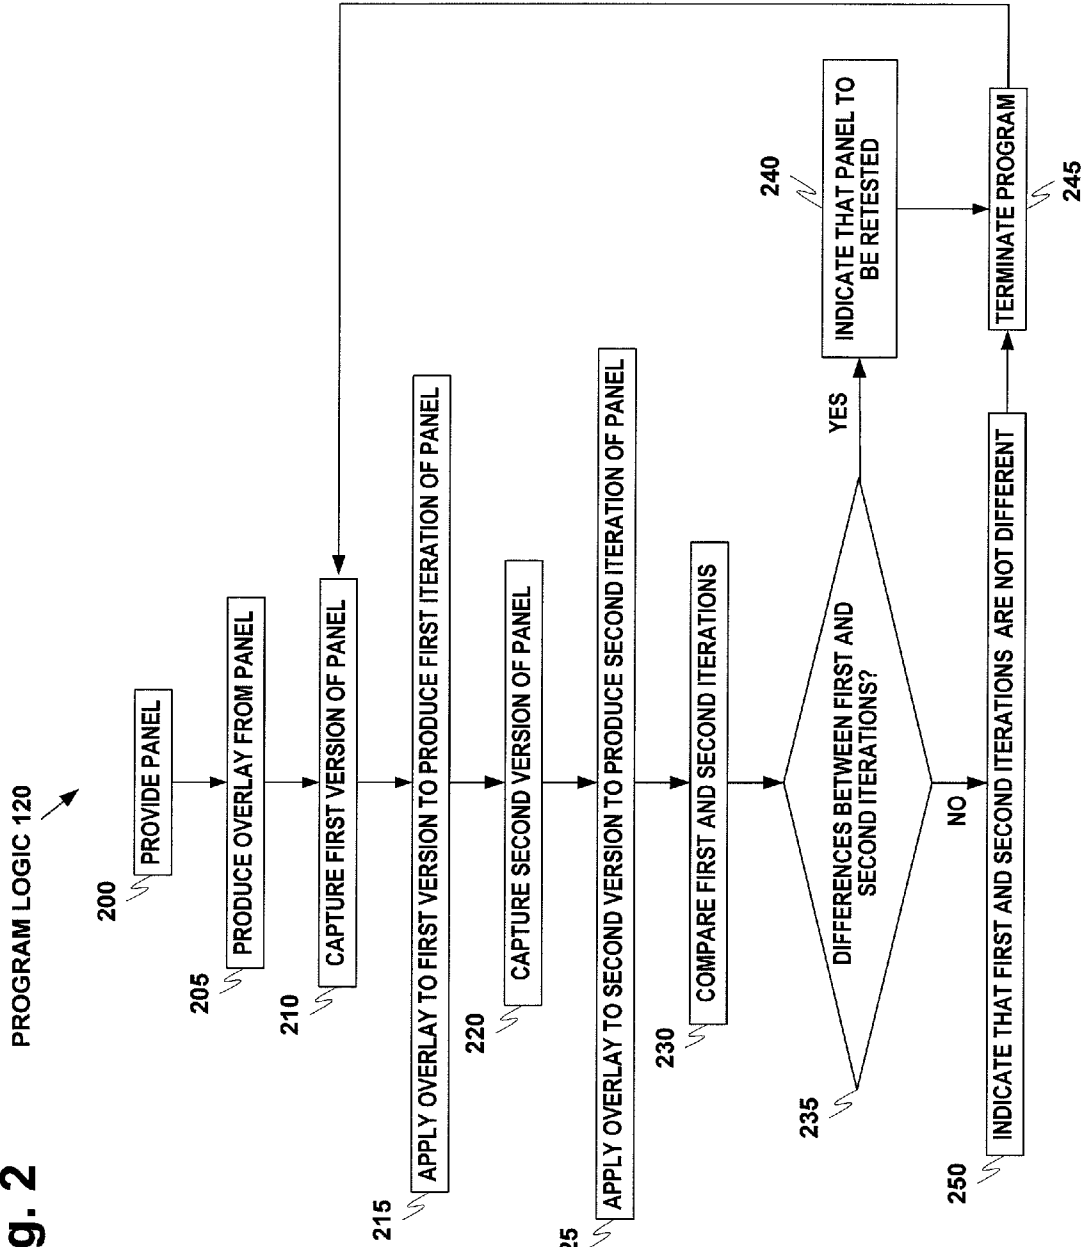 g. 2
PROGRAM LOGIC 120
200
PROVIDE PANEL
205
PRODUCE OVERLAY FROM PANEL
210
CAPTURE FIRST VERSION OF PANEL
215
APPLY OVERLAY TO FIRST VERSION TO PRODUCE FIRST ITERATION OF PANEL
220
CAPTURE SECOND VERSION OF PANEL
25
APPLY OVERLAY TO SECOND VERSION TO PRODUCE SECOND ITERATION OF PANEL
230
COMPARE FIRST AND SECOND ITERATIONS
235
DIFFERENCES BETWEEN FIRST AND
SECOND ITERATIONS?
YES
240
INDICATE THAT PANEL TO
BE RETESTED
NO
250
INDICATE THAT FIRST AND SECOND ITERATIONS ARE NOT DIFFERENT
TERMINATE PROGRAM
245